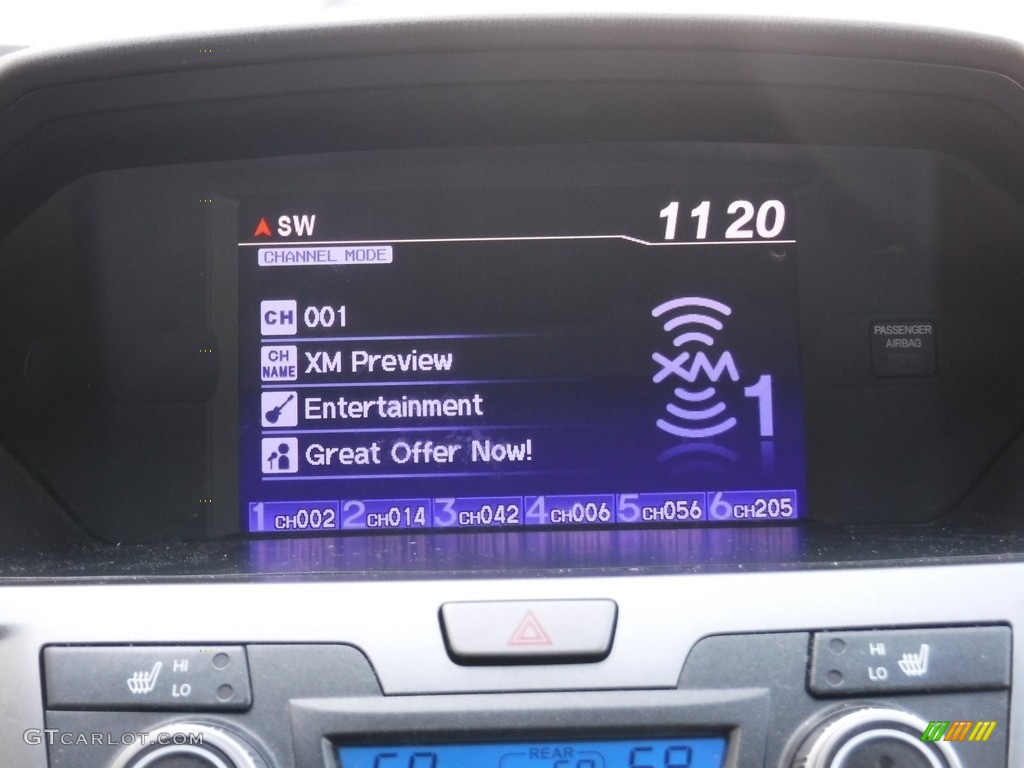 SW 11 20
CHANNEL MODE
CH 001
CH NAME XM Preview
Entertainment
Great Offer Now!
XM 1
1 CH002 2 CH014 3 CH042 4 CH006 5 CH056 6 CH205
PASSENGER
AIRBAG
HI
LO
HI
LO
REAR
GTCARLOT.COM